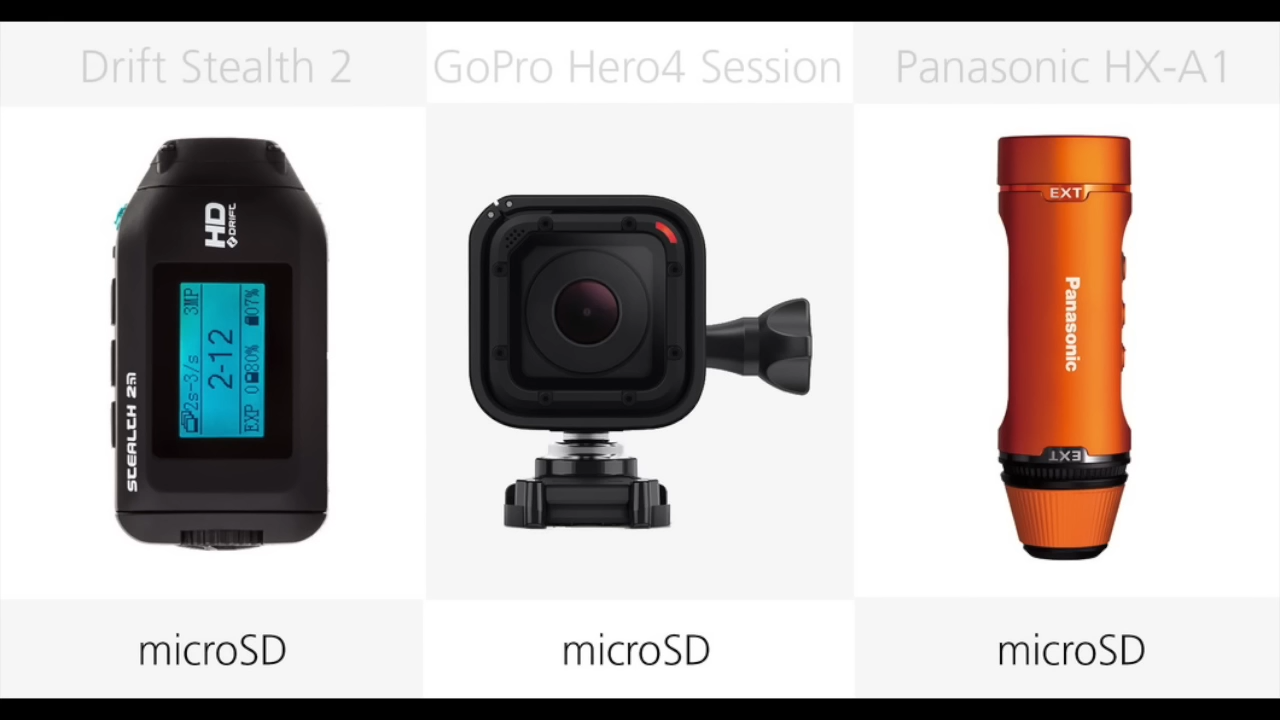 Drift Stealth 2
GoPro Hero4 Session
Panasonic HX-A1
HD
DRIFT
STEALTH 2
2s-3/s 3MP
2-12
EXP 0 80% 07%
EXT
Panasonic
EXT
microSD
microSD
microSD